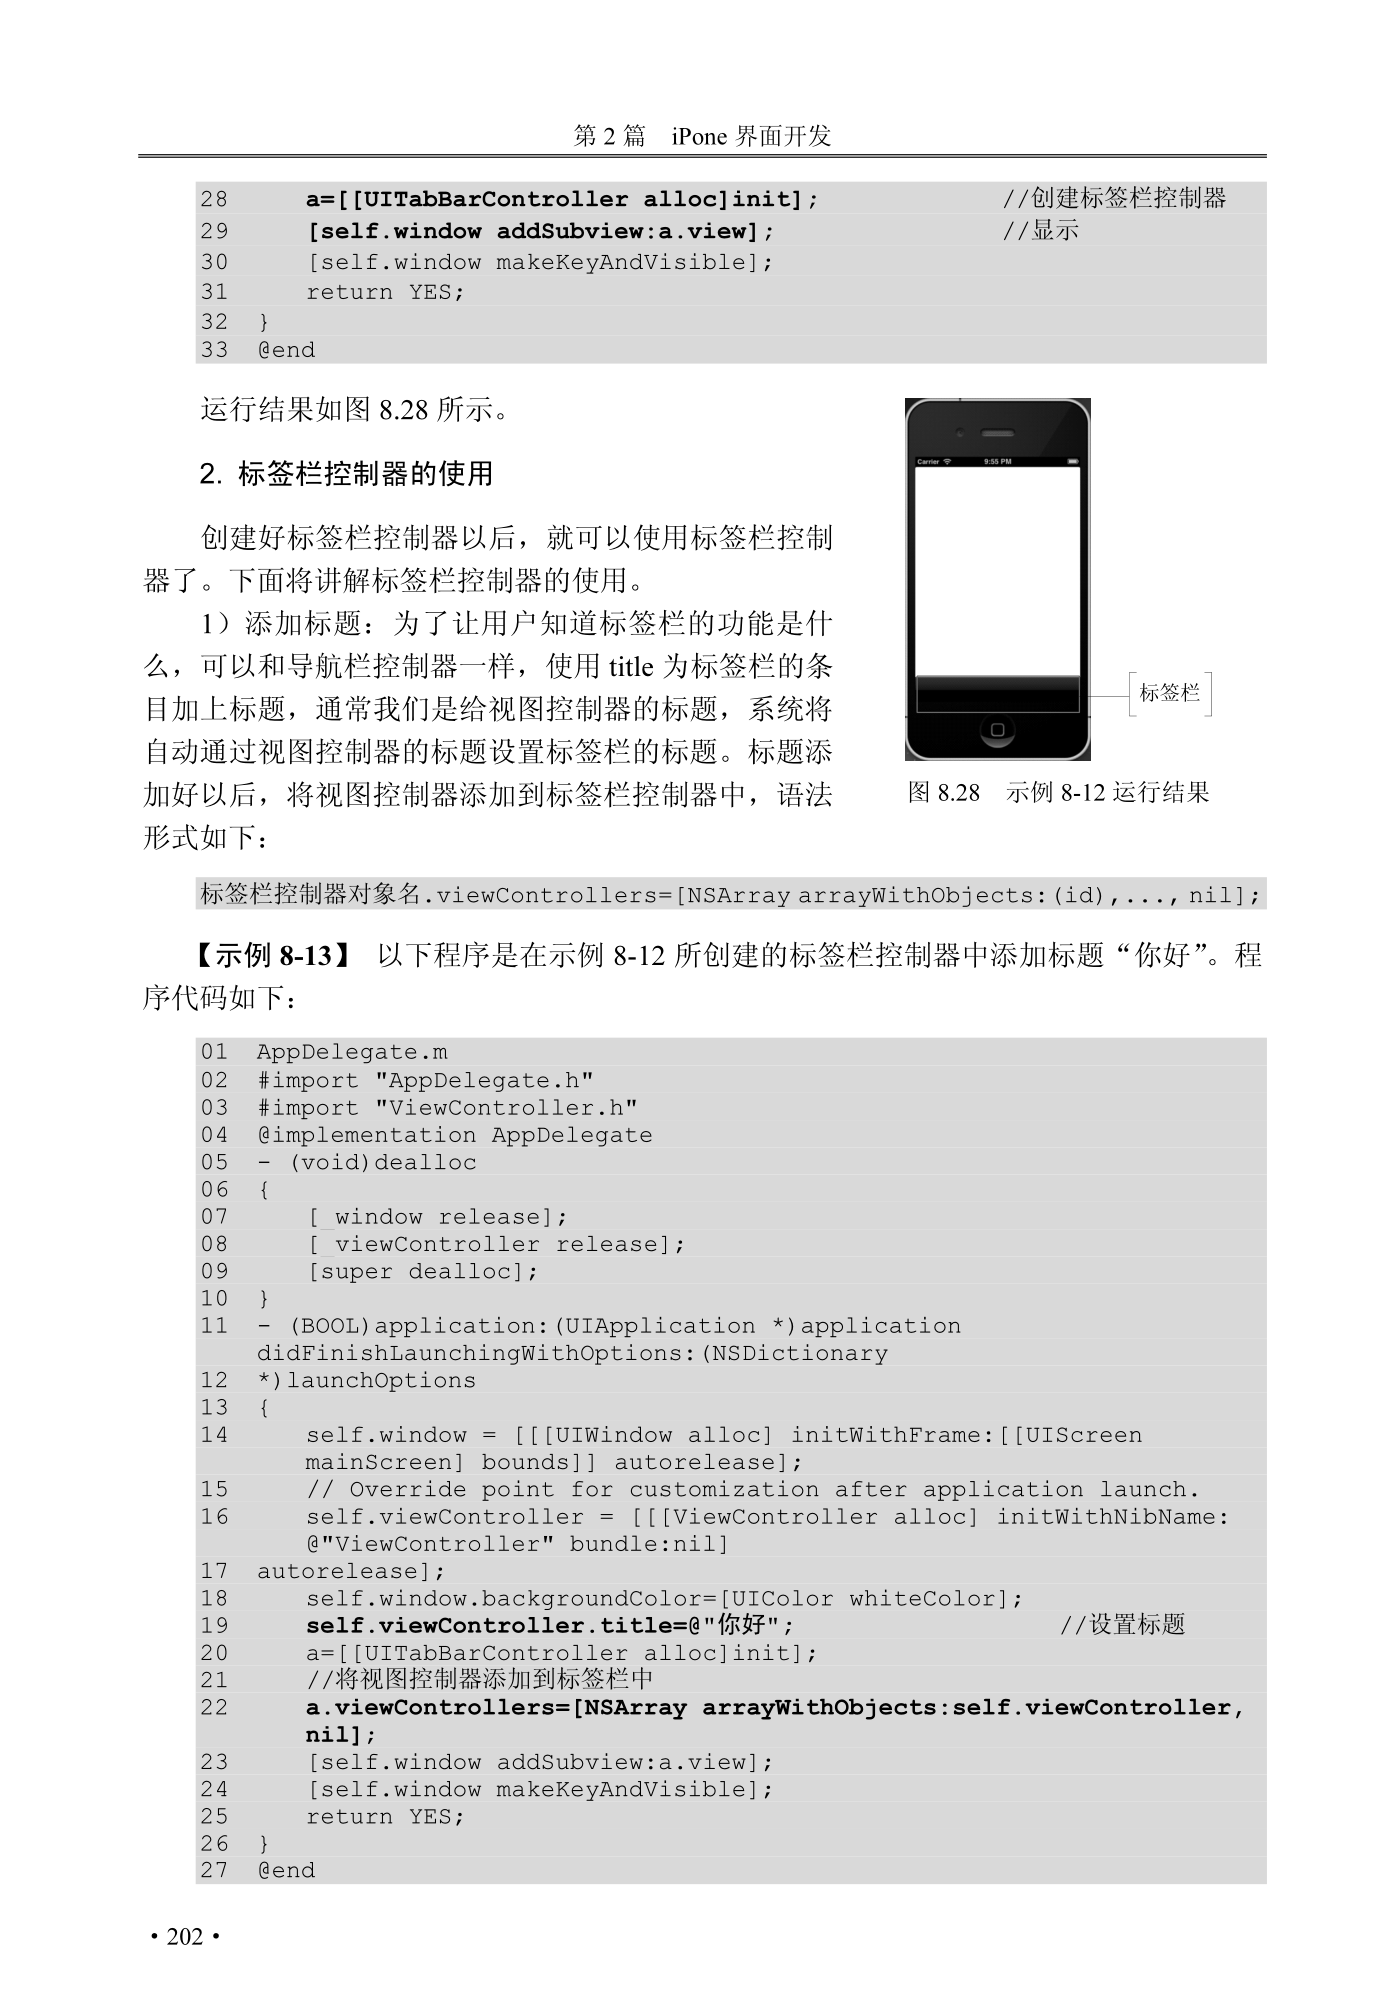 第 2 篇　iPone 界面开发
28 a=[[UITabBarController alloc]init]; //创建标签栏控制器
29 [self.window addSubview:a.view]; //显示
30 [self.window makeKeyAndVisible];
31 return YES;
32 }
33 @end
运行结果如图 8.28 所示。
2. 标签栏控制器的使用
创建好标签栏控制器以后，就可以使用标签栏控制
器了。下面将讲解标签栏控制器的使用。
1）添加标题：为了让用户知道标签栏的功能是什
么，可以和导航栏控制器一样，使用 title 为标签栏的条
目加上标题，通常我们是给视图控制器的标题，系统将
自动通过视图控制器的标题设置标签栏的标题。标题添
加好以后，将视图控制器添加到标签栏控制器中，语法
形式如下：
Carrier 9:55 PM
标签栏
图 8.28　示例 8-12 运行结果
标签栏控制器对象名.viewControllers=[NSArray arrayWithObjects:(id),..., nil];
【示例 8-13】 以下程序是在示例 8-12 所创建的标签栏控制器中添加标题“你好”。程
序代码如下：
01 AppDelegate.m
02 #import "AppDelegate.h"
03 #import "ViewController.h"
04 @implementation AppDelegate
05 - (void)dealloc
06 {
07 [_window release];
08 [_viewController release];
09 [super dealloc];
10 }
11 - (BOOL)application:(UIApplication *)application
didFinishLaunchingWithOptions:(NSDictionary
12 *)launchOptions
13 {
14 self.window = [[[UIWindow alloc] initWithFrame:[[UIScreen
mainScreen] bounds]] autorelease];
15 // Override point for customization after application launch.
16 self.viewController = [[[ViewController alloc] initWithNibName:
@"ViewController" bundle:nil]
17 autorelease];
18 self.window.backgroundColor=[UIColor whiteColor];
19 self.viewController.title=@"你好"; //设置标题
20 a=[[UITabBarController alloc]init];
21 //将视图控制器添加到标签栏中
22 a.viewControllers=[NSArray arrayWithObjects:self.viewController,
nil];
23 [self.window addSubview:a.view];
24 [self.window makeKeyAndVisible];
25 return YES;
26 }
27 @end
• 202 •